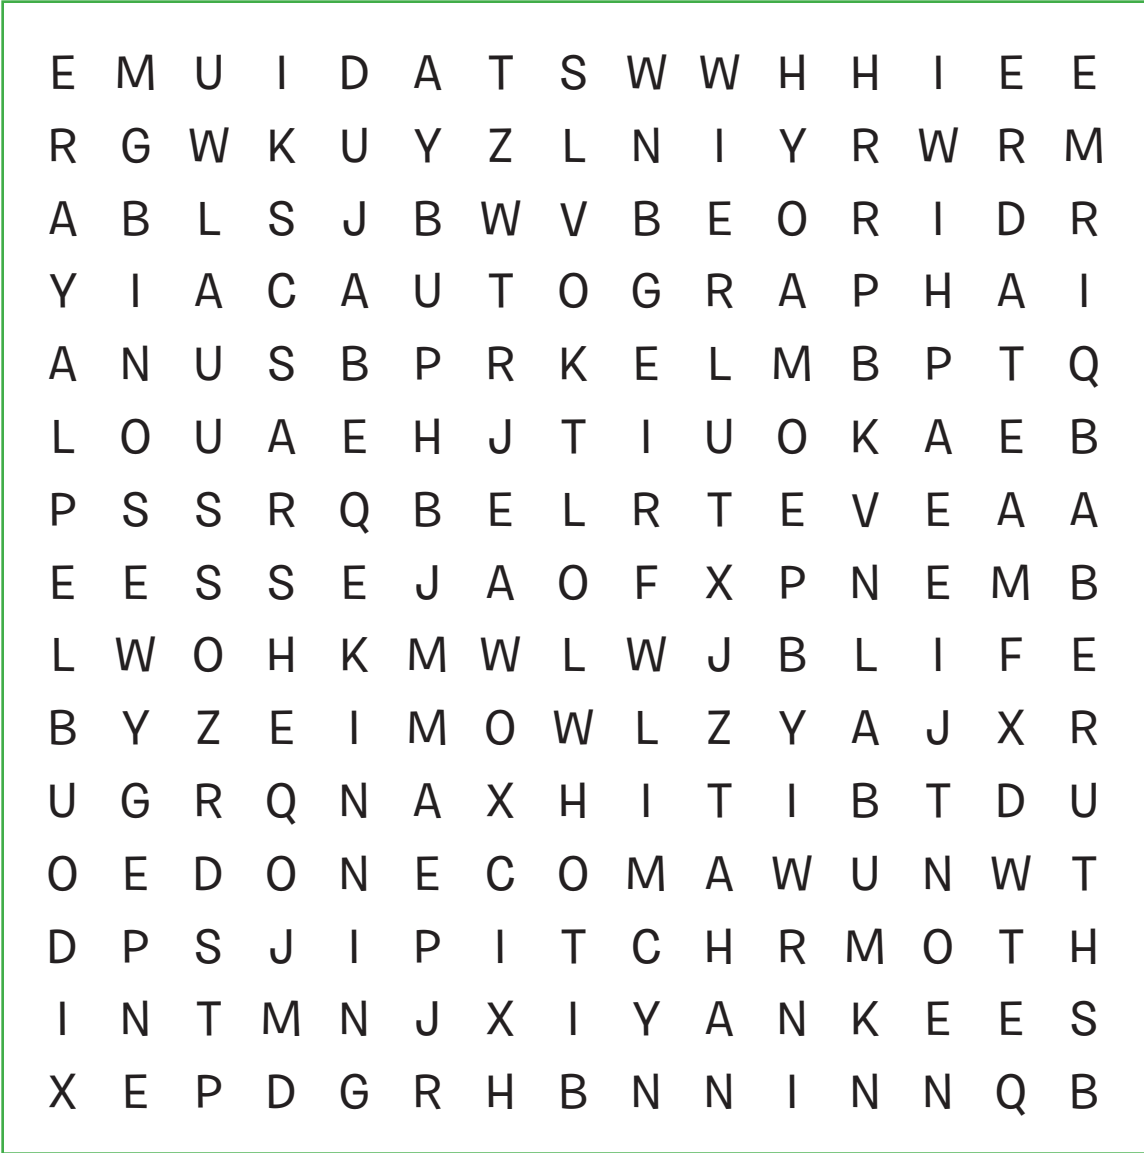 E M U I D A T S W W H H I E E
R G W K U Y Z L N I Y R W R M
A B L S J B W V B E O R I D R
Y I A C A U T O G R A P H A I
A N U S B P R K E L M B P T Q
L O U A E H J T I U O K A E B
P S S R Q B E L R T E V E A A
E E S S E J A O F X P N E M B
L W O H K M W L W J B L I F E
B Y Z E I M O W L Z Y A J X R
U G R Q N A X H I T I B T D U
O E D O N E C O M A W U N W T
D P S J I P I T C H R M O T H
I N T M N J X I Y A N K E E S
X E P D G R H B N N I N N Q B